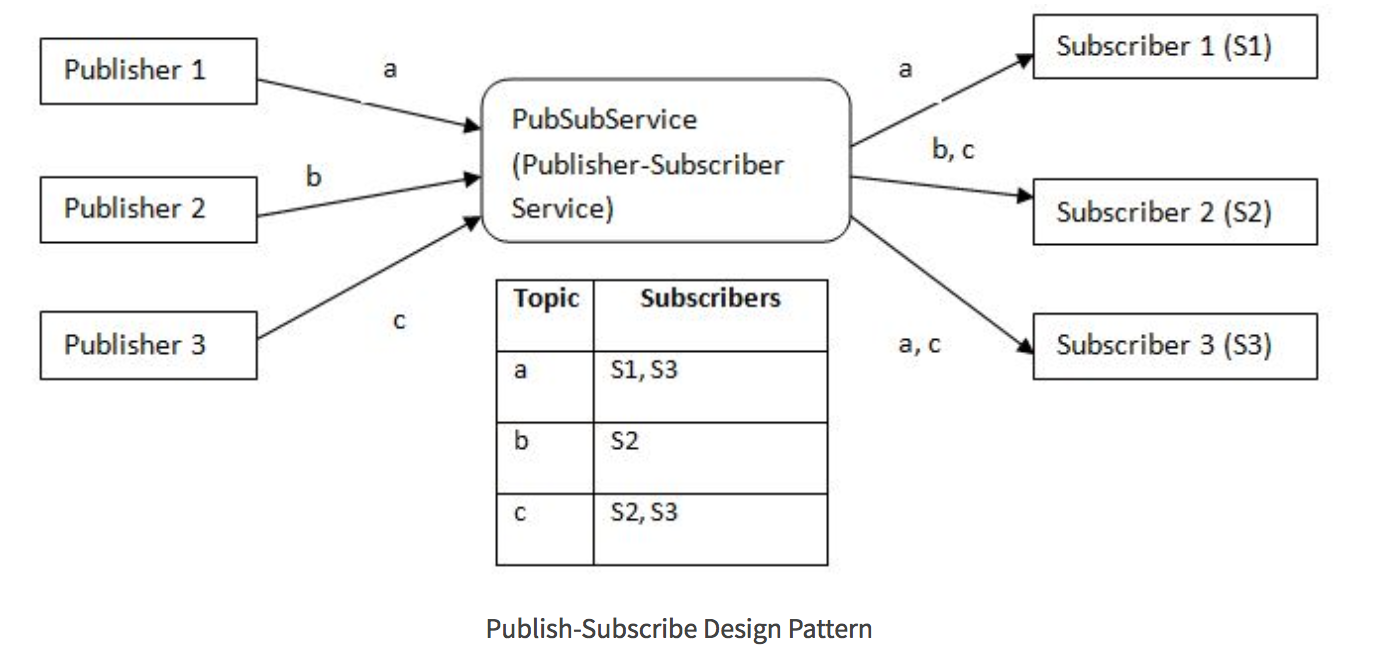 Publisher 1
a
Publisher 2
b
Publisher 3
c
PubSubService
(Publisher-Subscriber
Service)
a
Subscriber 1 (S1)
b, c
Subscriber 2 (S2)
a, c
Subscriber 3 (S3)
Topic Subscribers
a S1, S3
b S2
c S2, S3
Publish-Subscribe Design Pattern